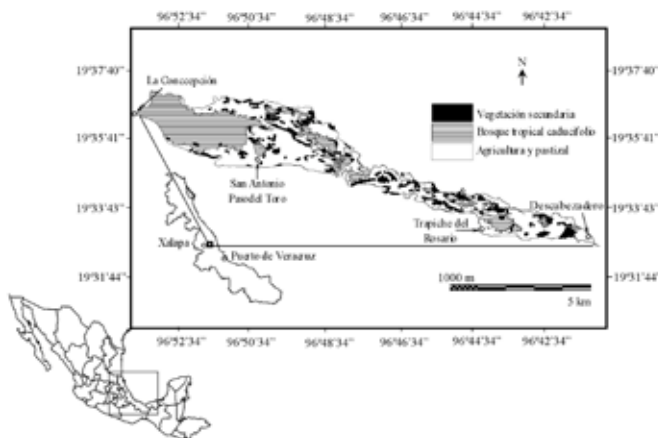 96°52'34" 96°50'34" 96°48'34" 96°46'34" 96°44'34" 96°42'34"
19°37'40" 19°37'40"
La Concepción
N
Vegetación secundaria
Bosque tropical caducifolio
Agricultura y pastizal
19°35'41" 19°35'41"
San Antonio
Paso del Toro
Descabezadero
19°33'43" 19°33'43"
Trapiche del
Rosario
Xalapa
Puerto de Veracruz
19°31'44" 19°31'44"
1000 m
5 km
96°52'34" 96°50'34" 96°48'34" 96°46'34" 96°44'34" 96°42'34"